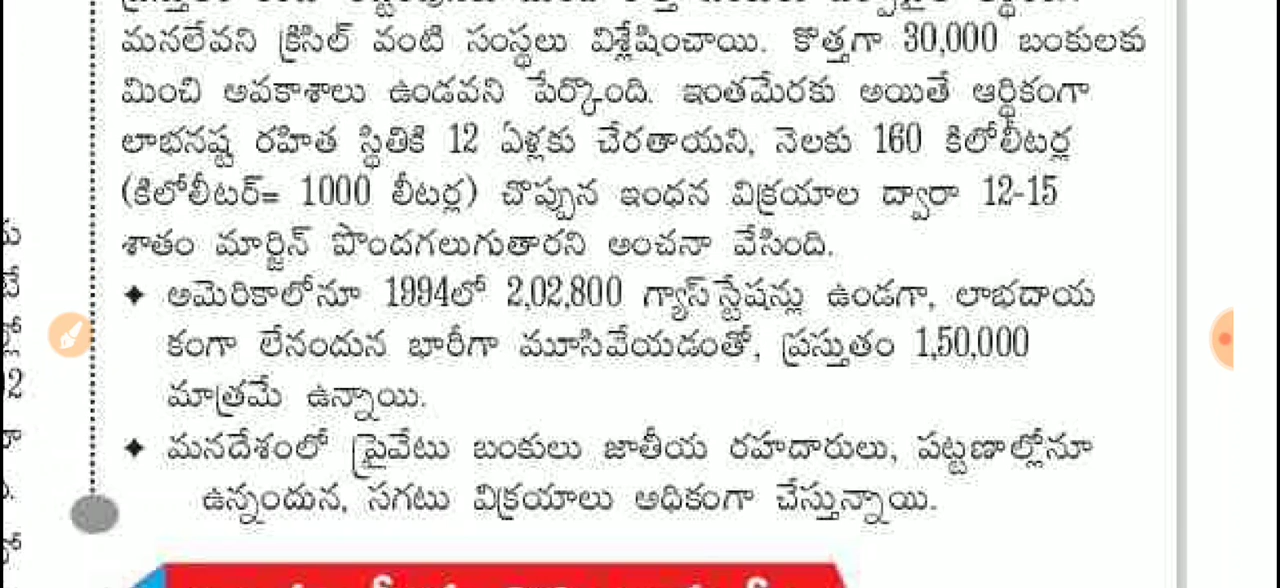 మనలేవని క్రిసిల్ వంటి సంస్థలు విశ్లేషించాయి. కొత్తగా 30,000 బంకులకు
మించి అవకాశాలు ఉండవని పేర్కొంది. ఇంతమేరకు అయితే ఆర్థికంగా
లాభనష్ట రహిత స్థితికి 12 ఏళ్లకు చేరతాయని, నెలకు 160 కిలోలీటర్ల
(కిలోలీటర్= 1000 లీటర్ల) చొప్పున ఇంధన విక్రయాల ద్వారా 12-15
శాతం మార్జిన్ పొందగలుగుతారని అంచనా వేసింది.
✦ అమెరికాలోనూ 1994లో 2,02,800 గ్యాస్‌స్టేషన్లు ఉండగా, లాభదాయ
కంగా లేనందున భారీగా మూసివేయడంతో, ప్రస్తుతం 1,50,000
మాత్రమే ఉన్నాయి.
✦ మనదేశంలో ప్రైవేటు బంకులు జాతీయ రహదారులు, పట్టణాల్లోనూ
ఉన్నందున, సగటు విక్రయాలు అధికంగా చేస్తున్నాయి.